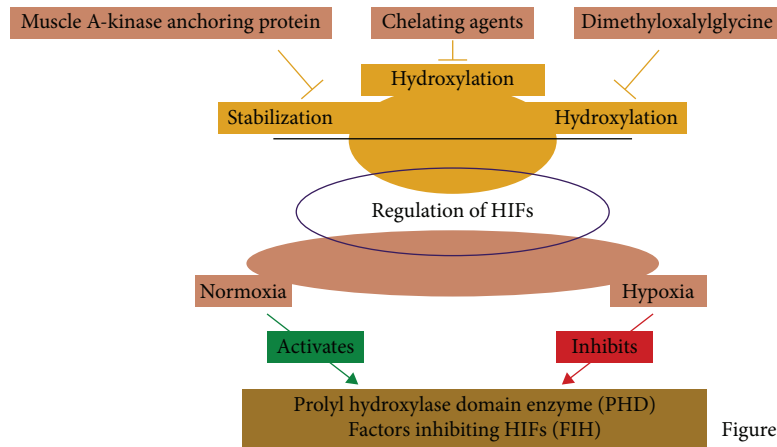 Muscle A-kinase anchoring protein
Chelating agents
Dimethyloxalylglycine
Hydroxylation
Stabilization
Hydroxylation
Regulation of HIFs
Normoxia
Hypoxia
Activates
Inhibits
Prolyl hydroxylase domain enzyme (PHD)
Factors inhibiting HIFs (FIH)
Figure